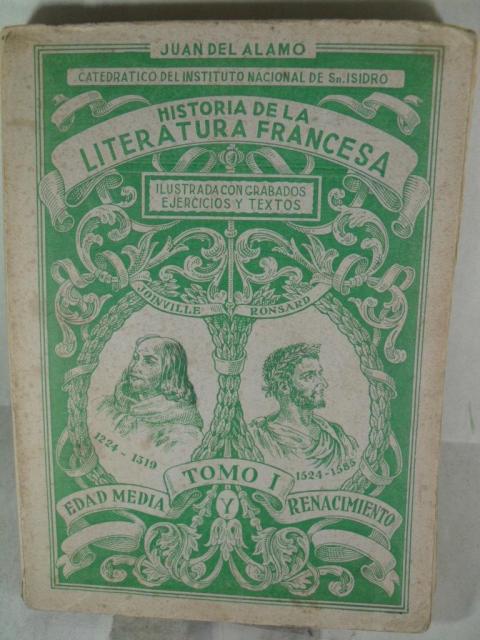 JUAN DEL ALAMO
CATEDRATICO DEL INSTITUTO NACIONAL DE Sn. ISIDRO
HISTORIA DE LA
LITERATURA FRANCESA
ILUSTRADA CON GRABADOS
EJERCICIOS Y TEXTOS
JOINVILLE
RONSARD
1224-1319
1524-1585
TOMO I
EDAD MEDIA
Y
RENACIMIENTO